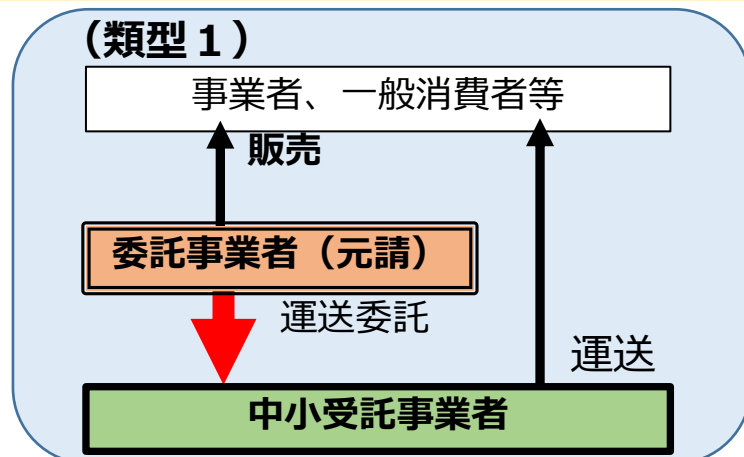 （類型１）
事業者、一般消費者等
販売
委託事業者（元請）
運送委託
運送
中小受託事業者